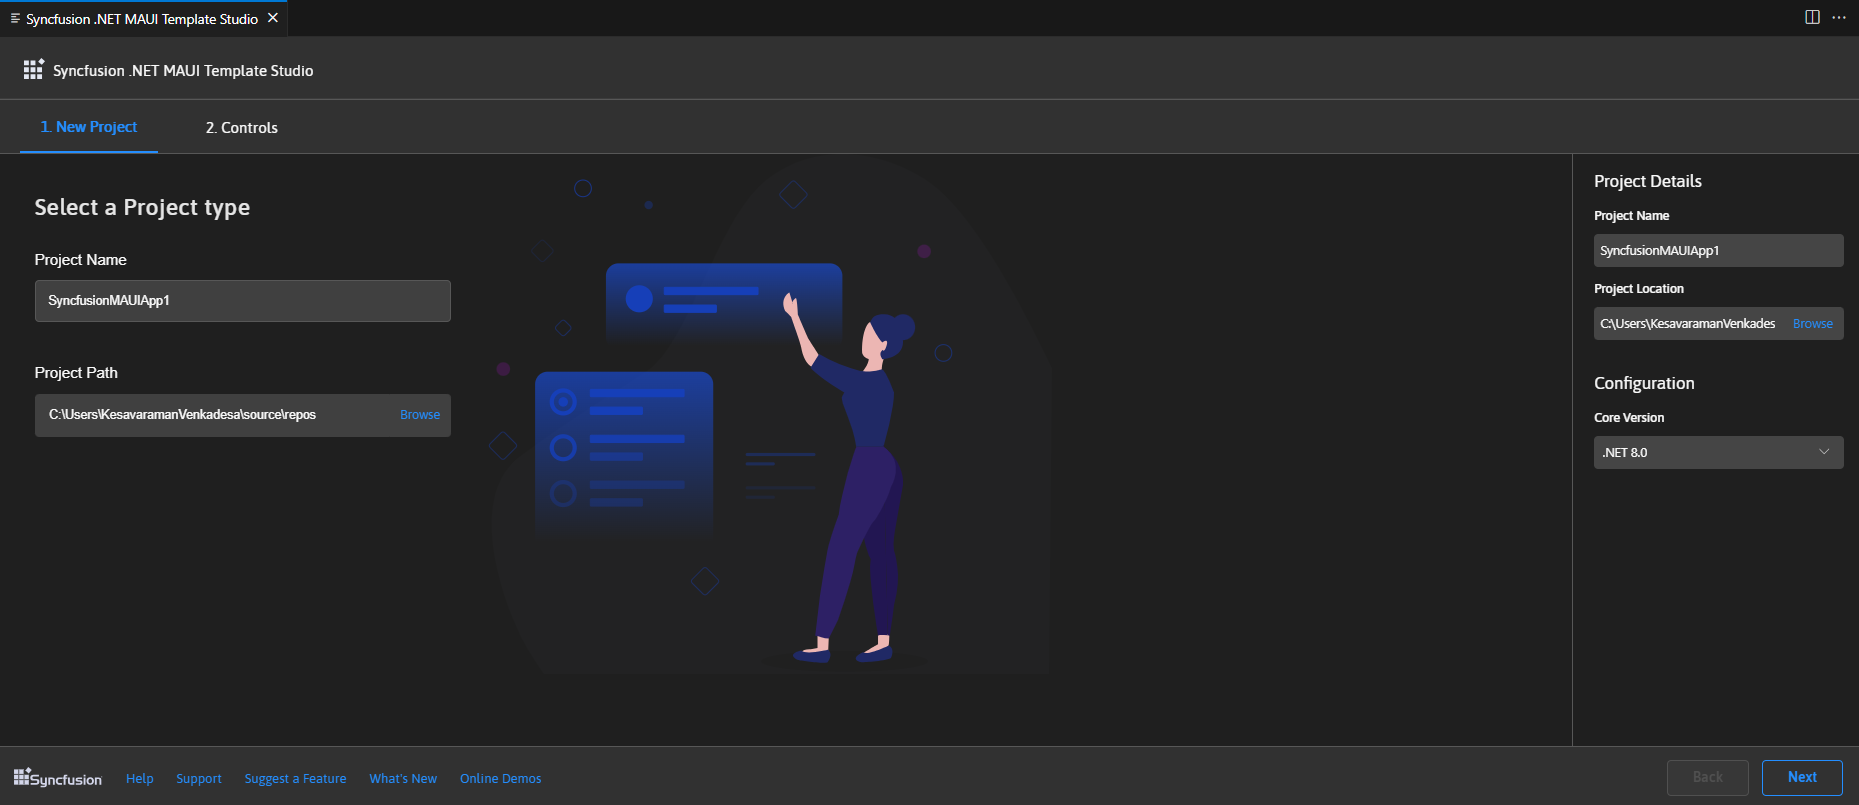 Syncfusion .NET MAUI Template Studio
Syncfusion .NET MAUI Template Studio
1. New Project
2. Controls
Select a Project type
Project Name
SyncfusionMAUIApp1
Project Path
C:\Users\KesavaramanVenkadesa\source\repos
Browse
Project Details
Project Name
SyncfusionMAUIApp1
Project Location
C:\Users\KesavaramanVenkades
Browse
Configuration
Core Version
.NET 8.0
Syncfusion
Help
Support
Suggest a Feature
What's New
Online Demos
Back
Next